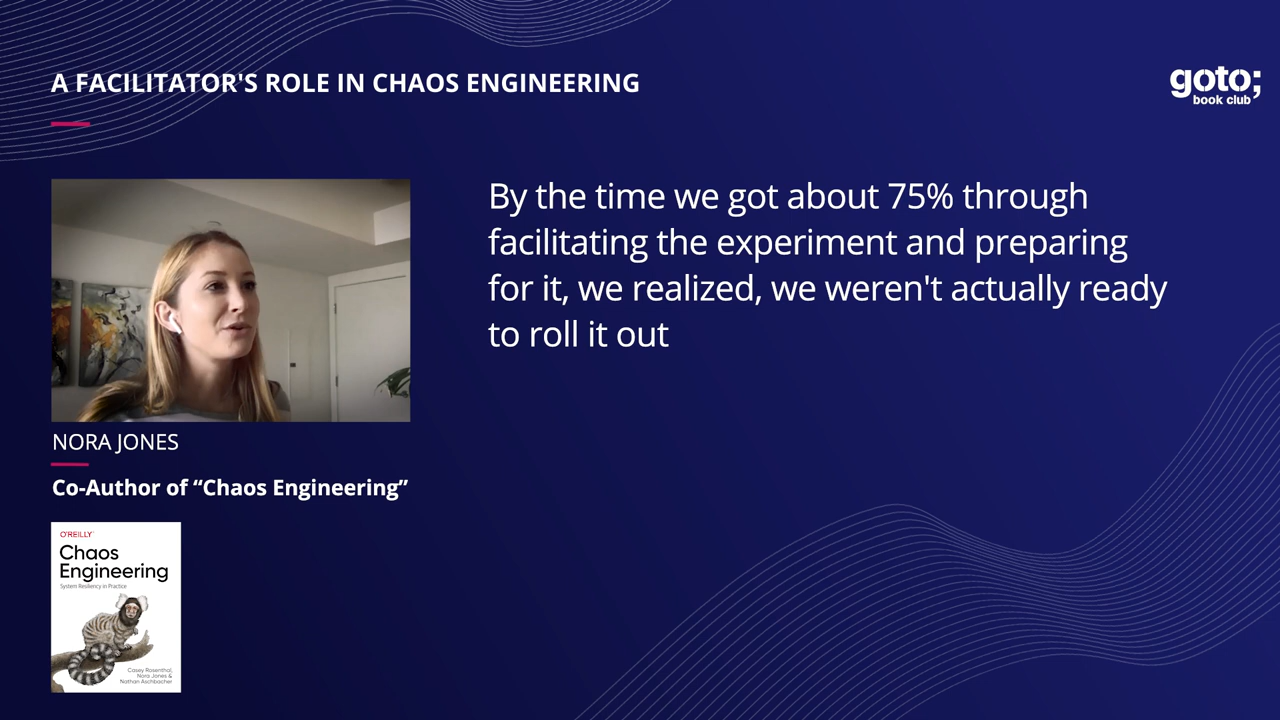 A FACILITATOR'S ROLE IN CHAOS ENGINEERING
goto;
book club
By the time we got about 75% through
facilitating the experiment and preparing
for it, we realized, we weren't actually ready
to roll it out
NORA JONES
Co-Author of “Chaos Engineering”
O'REILLY
Chaos
Engineering
System Resiliency in Practice
Casey Rosenthal,
Nora Jones &
Nathan Aschbacher